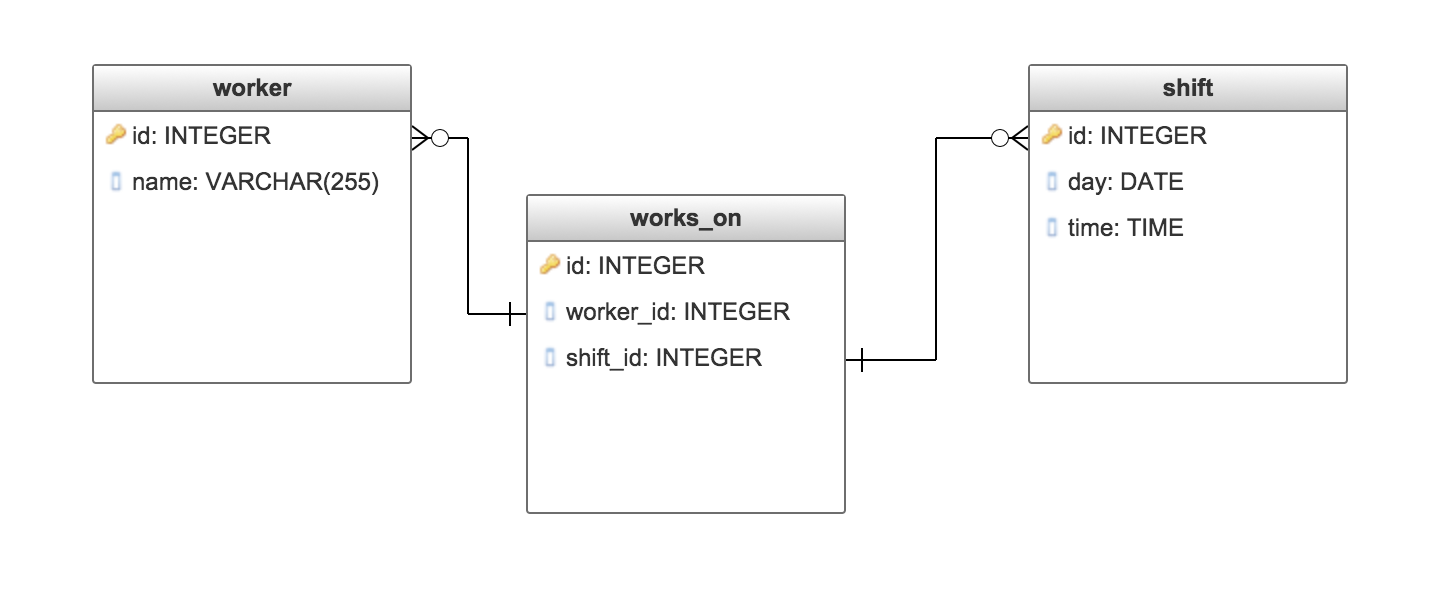 worker
id: INTEGER
name: VARCHAR(255)
works_on
id: INTEGER
worker_id: INTEGER
shift_id: INTEGER
shift
id: INTEGER
day: DATE
time: TIME